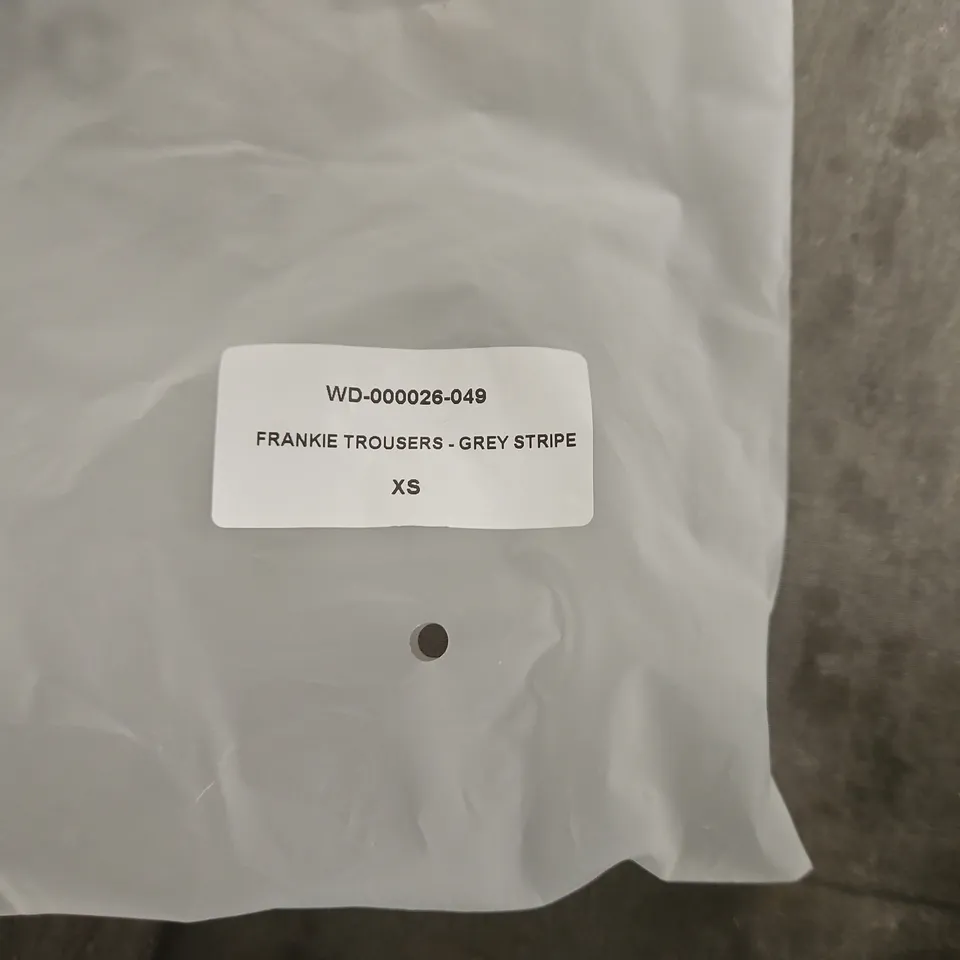 WD-000026-049
FRANKIE TROUSERS - GREY STRIPE
XS